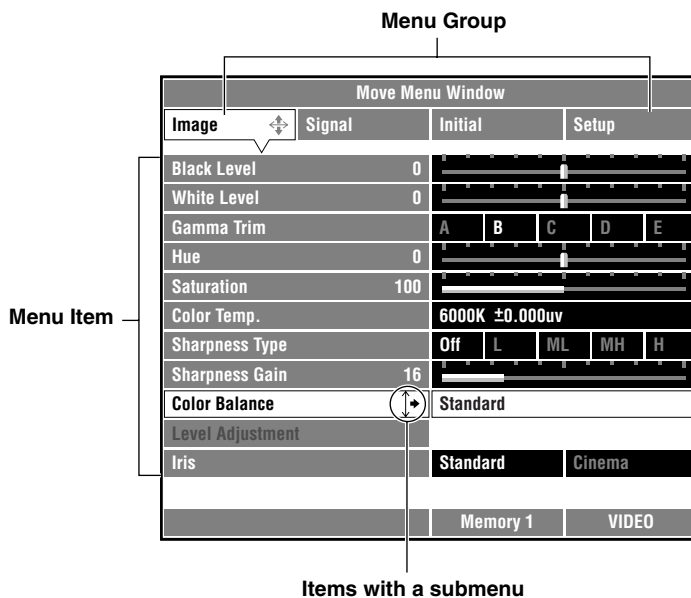 Menu Group
Move Menu Window
Image Signal Initial Setup
Black Level 0
White Level 0
Gamma Trim A B C D E
Hue 0
Saturation 100
Menu Item
Color Temp. 6000K ±0.000uv
Sharpness Type Off L ML MH H
Sharpness Gain 16
Color Balance Standard
Level Adjustment
Iris Standard Cinema
Memory 1 VIDEO
Items with a submenu